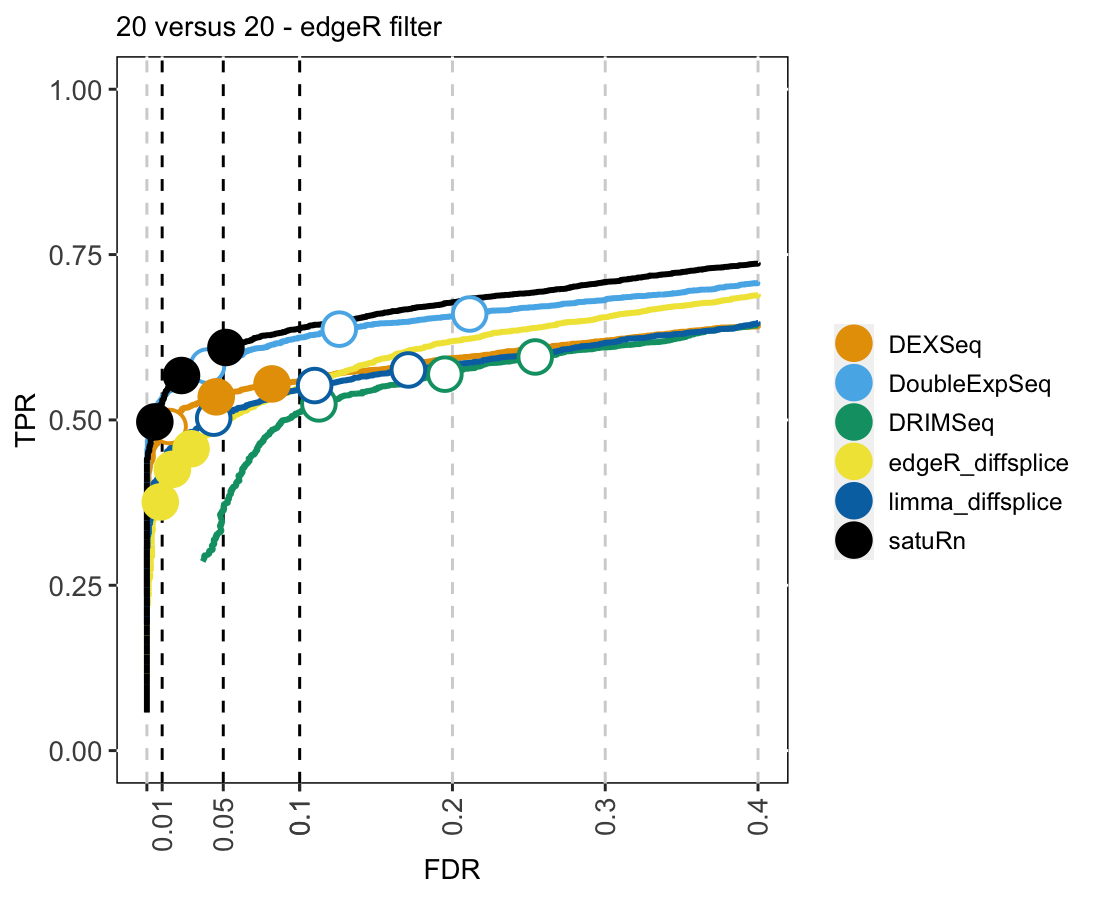 20 versus 20 - edgeR filter
1.00
0.75
0.50
0.25
0.00
TPR
0.01
0.05
0.1
0.2
0.3
0.4
FDR
DEXSeq
DoubleExpSeq
DRIMSeq
edgeR_diffsplice
limma_diffsplice
satuRn